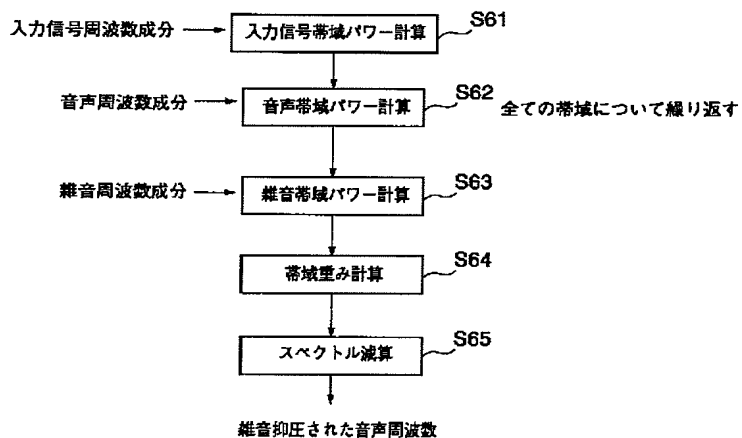 入力信号周波数成分
入力信号帯域パワー計算
S61
音声周波数成分
音声帯域パワー計算
S62
全ての帯域について繰り返す
雑音周波数成分
雑音帯域パワー計算
S63
帯域重み計算
S64
スペクトル減算
S65
雑音抑圧された音声周波数